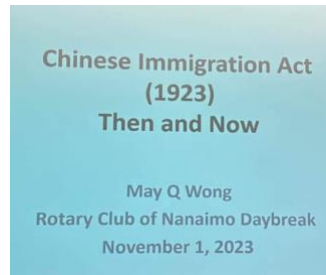 Chinese Immigration Act
(1923)
Then and Now
May Q Wong
Rotary Club of Nanaimo Daybreak
November 1, 2023